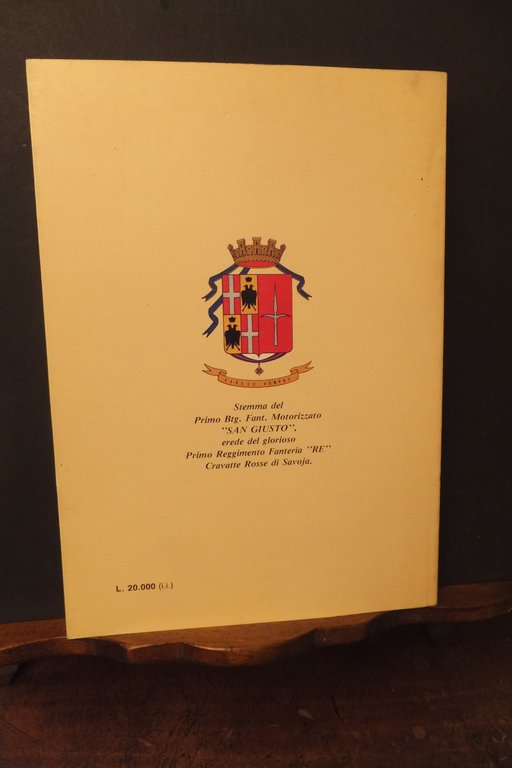 Stemma del
Primo Btg. Fant. Motorizzato
"SAN GIUSTO",
erede del glorioso
Primo Reggimento Fanteria "RE"
Cravatte Rosse di Savoja.
L. 20.000 (i.i.)